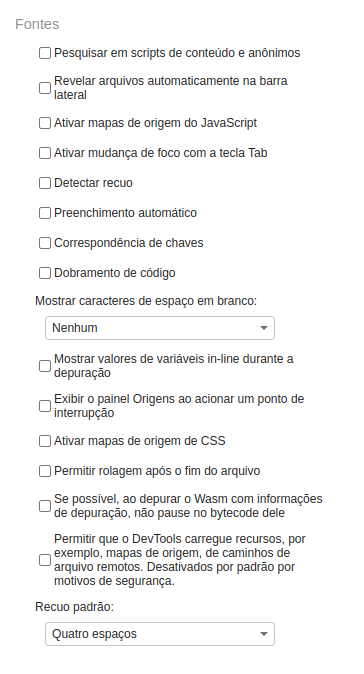 Fontes
Pesquisar em scripts de conteúdo e anônimos
Revelar arquivos automaticamente na barra
lateral
Ativar mapas de origem do JavaScript
Ativar mudança de foco com a tecla Tab
Detectar recuo
Preenchimento automático
Correspondência de chaves
Dobramento de código
Mostrar caracteres de espaço em branco:
Nenhum
Mostrar valores de variáveis in-line durante a
depuração
Exibir o painel Origens ao acionar um ponto de
interrupção
Ativar mapas de origem de CSS
Permitir rolagem após o fim do arquivo
Se possível, ao depurar o Wasm com informações
de depuração, não pause no bytecode dele
Permitir que o DevTools carregue recursos, por
exemplo, mapas de origem, de caminhos de
arquivo remotos. Desativados por padrão por
motivos de segurança.
Recuo padrão:
Quatro espaços